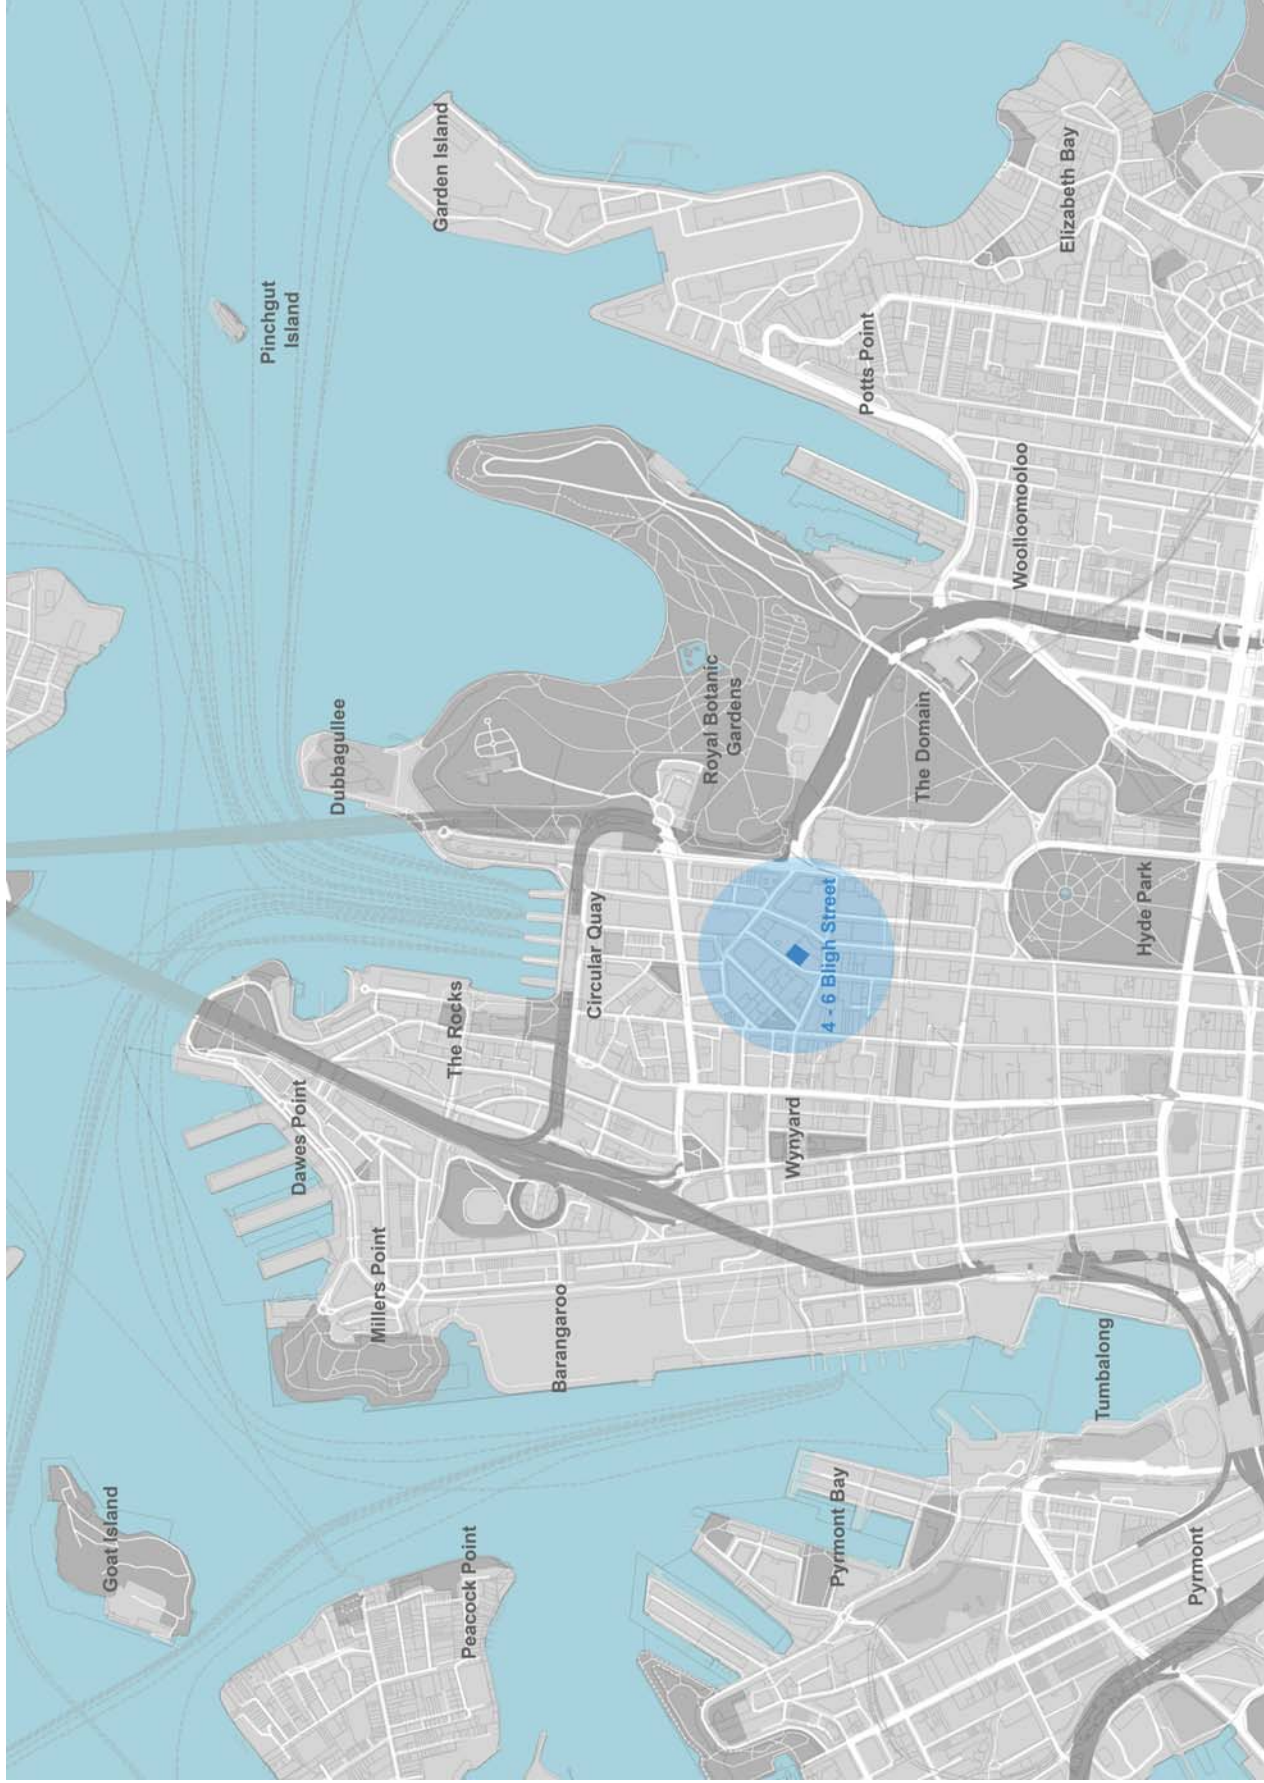 Goat Island
Peacock Point
Pyrmont Bay
Pyrmont
Tumbalong
Barangaroo
Millers Point
Dawes Point
Wynyard
The Rocks
Circular Quay
4 - 6 Bligh Street
Hyde Park
Dubbagullee
Royal Botanic
Gardens
The Domain
Woolloomooloo
Potts Point
Pinchgut
Island
Garden Island
Elizabeth Bay